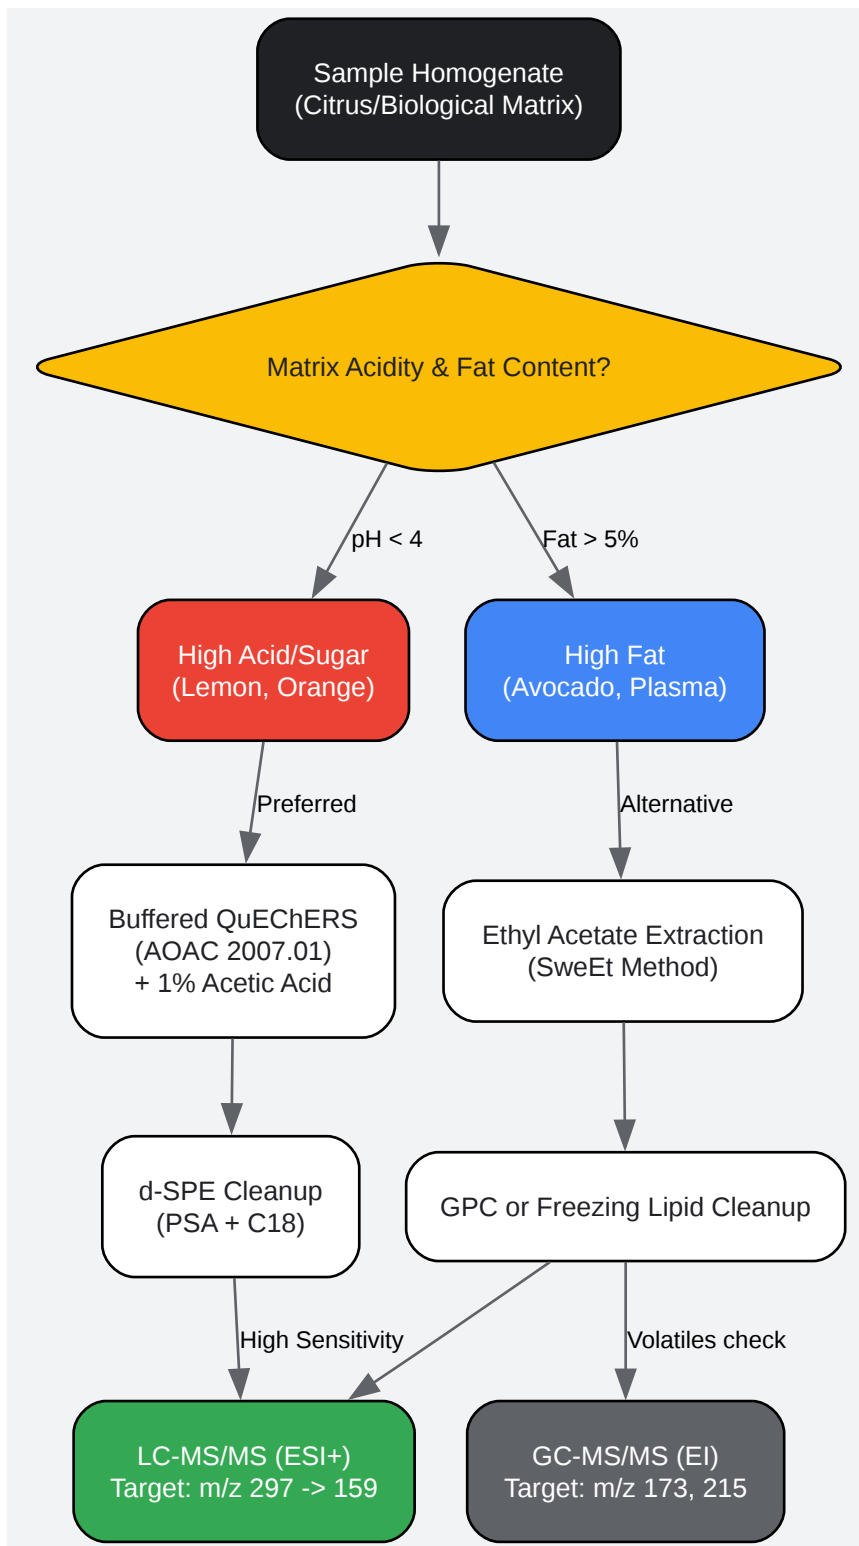 Sample Homogenate
(Citrus/Biological Matrix)
Matrix Acidity & Fat Content?
pH < 4
Fat > 5%
High Acid/Sugar
(Lemon, Orange)
High Fat
(Avocado, Plasma)
Preferred
Alternative
Buffered QuEChERS
(AOAC 2007.01)
+ 1% Acetic Acid
Ethyl Acetate Extraction
(SweEt Method)
d-SPE Cleanup
(PSA + C18)
GPC or Freezing Lipid Cleanup
High Sensitivity
Volatiles check
LC-MS/MS (ESI+)
Target: m/z 297 -> 159
GC-MS/MS (EI)
Target: m/z 173, 215